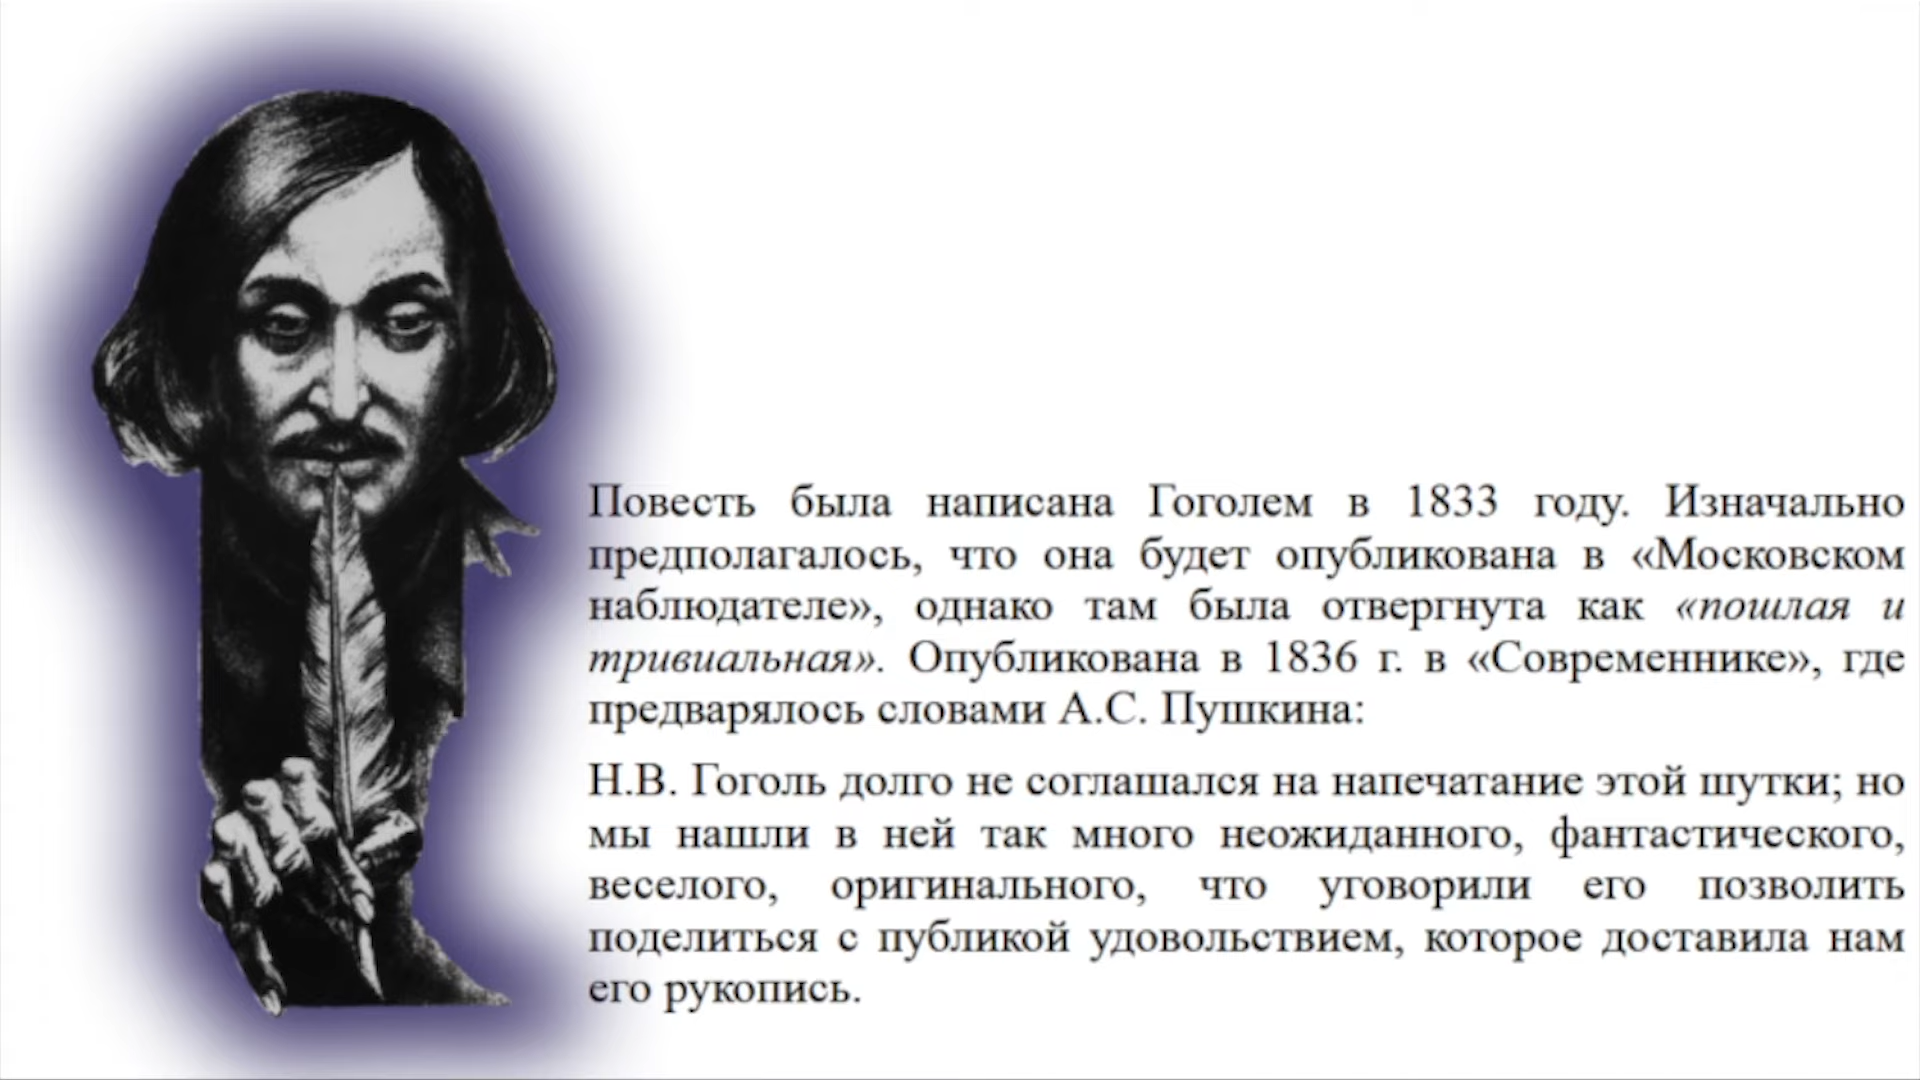 Повесть была написана Гоголем в 1833 году. Изначально
предполагалось, что она будет опубликована в «Московском
наблюдателе», однако там была отвергнута как «пошлая и
тривиальная». Опубликована в 1836 г. в «Современнике», где
предварялось словами А.С. Пушкина:
Н.В. Гоголь долго не соглашался на напечатание этой шутки; но
мы нашли в ней так много неожиданного, фантастического,
веселого, оригинального, что уговорили его позволить
поделиться с публикой удовольствием, которое доставила нам
его рукопись.